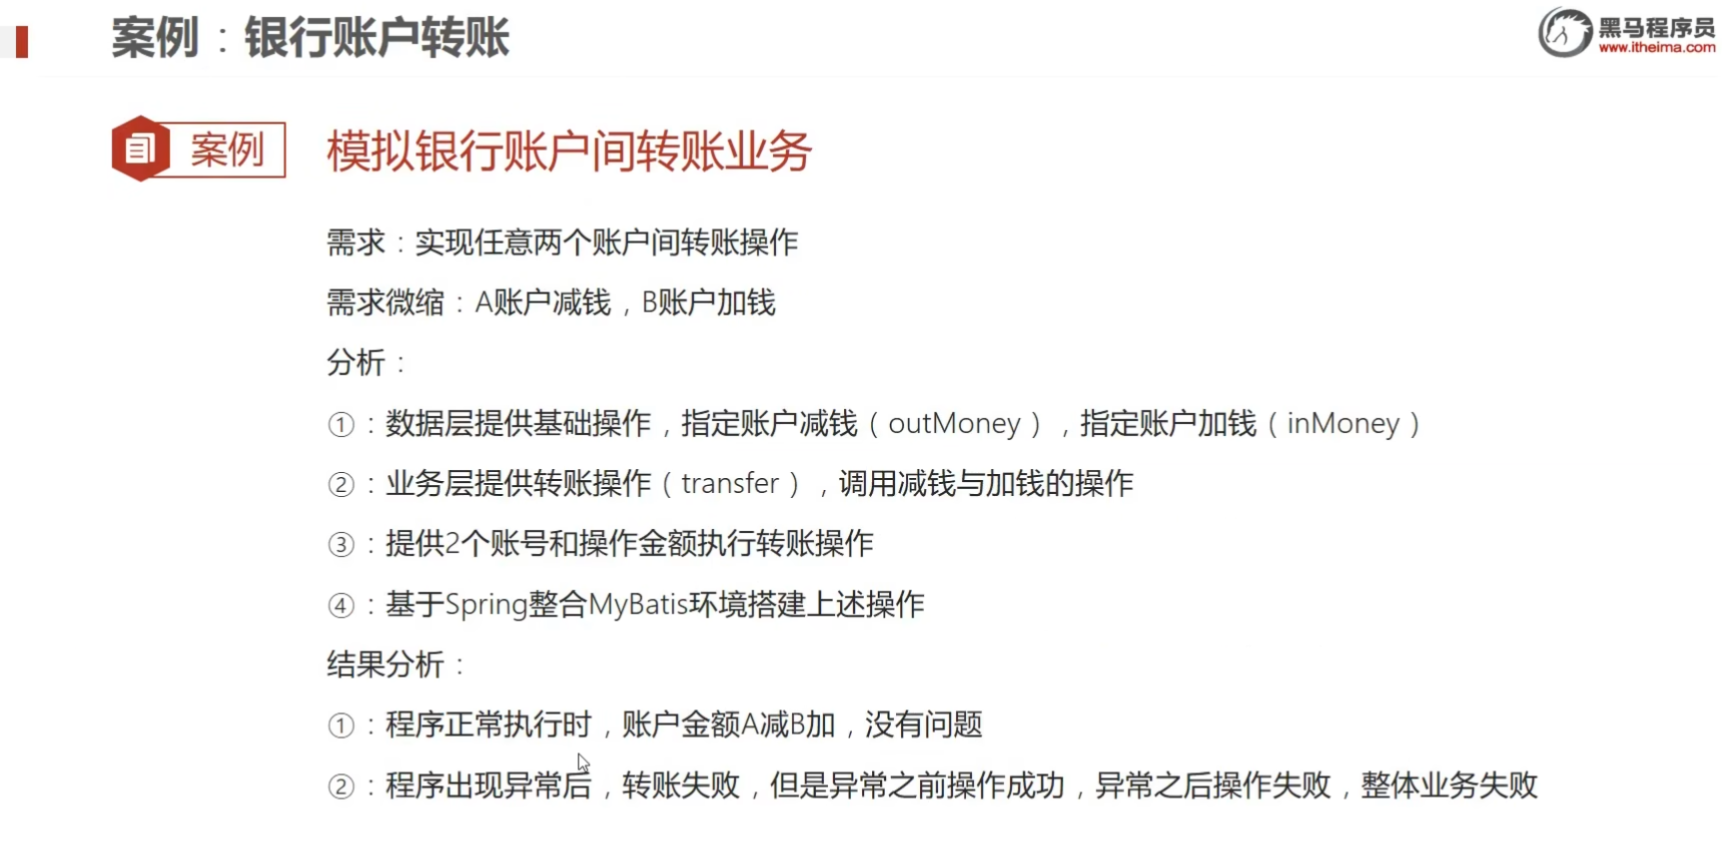 案例：银行账户转账
黑马程序员
www.itheima.com
案例
模拟银行账户间转账业务
需求：实现任意两个账户间转账操作
需求微缩：A账户减钱，B账户加钱
分析：
①：数据层提供基础操作，指定账户减钱（outMoney），指定账户加钱（inMoney）
②：业务层提供转账操作（transfer），调用减钱与加钱的操作
③：提供2个账号和操作金额执行转账操作
④：基于Spring整合MyBatis环境搭建上述操作
结果分析：
①：程序正常执行时，账户金额A减B加，没有问题
②：程序出现异常后，转账失败，但是异常之前操作成功，异常之后操作失败，整体业务失败